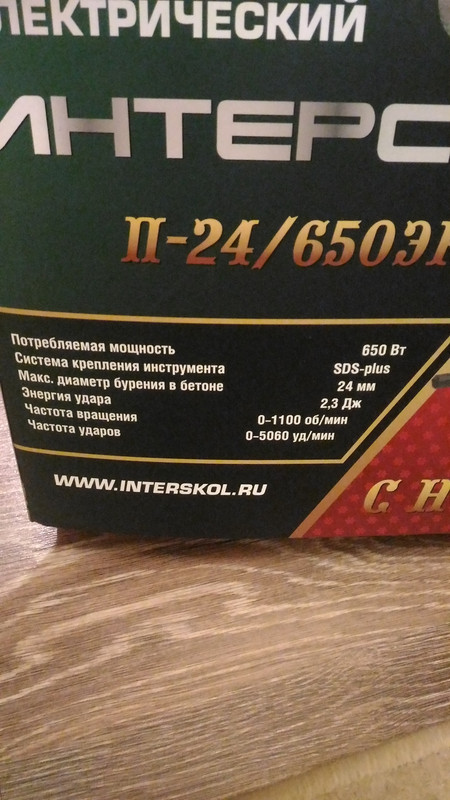 ЛЕКТРИЧЕСКИЙ
ИНТЕРС
П-24/650Э
Потребляемая мощность 650 Вт
Система крепления инструмента SDS-plus
Макс. диаметр бурения в бетоне 24 мм
Энергия удара 2,3 Дж
Частота вращения 0-1100 об/мин
Частота ударов 0-5060 уд/мин
WWW.INTERSKOL.RU
С Н